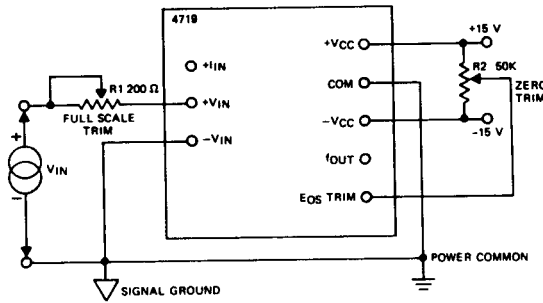 4719
+IIN
+VIN
-VIN
+VCC
COM
-VCC
fOUT
EOS TRIM
R1 200 Ω
FULL SCALE
TRIM
+
VIN
-
+15 V
R2 50K
ZERO
TRIM
-15 V
POWER COMMON
SIGNAL GROUND